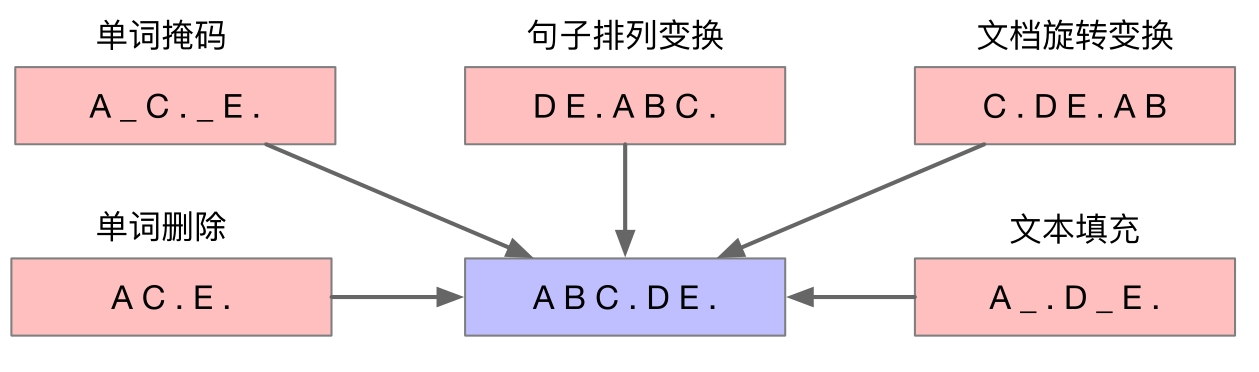 单词掩码
A _ C . _ E .
句子排列变换
D E . A B C .
文档旋转变换
C . D E . A B
单词删除
A C . E .
A B C . D E .
文本填充
A _ . D _ E .